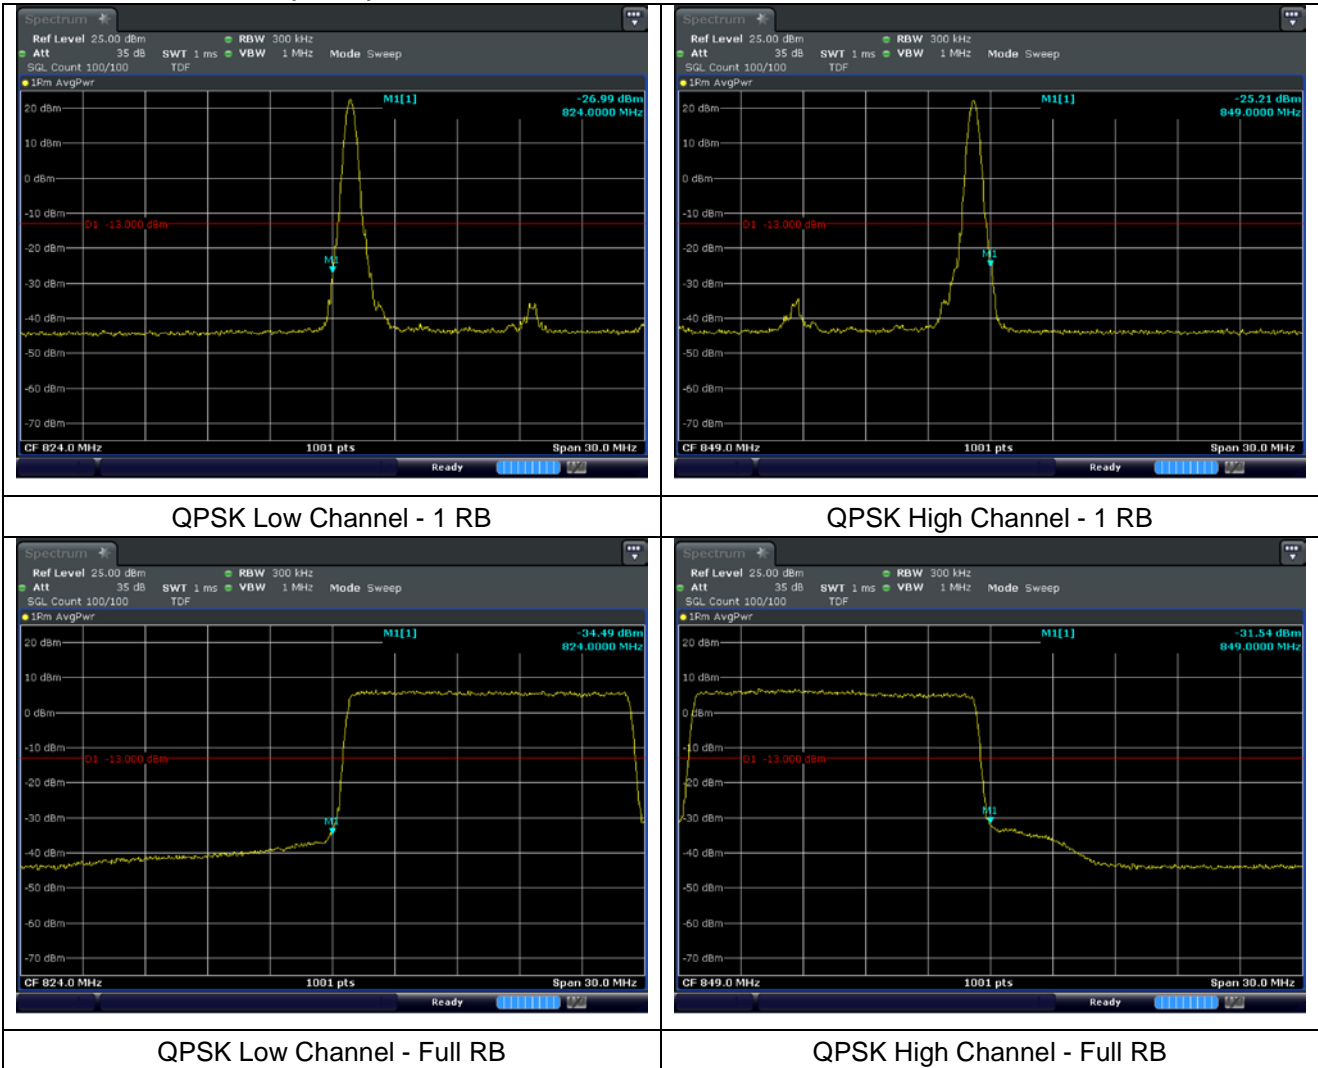 Spectrum
Ref Level 25.00 dBm RBW 300 kHz
Att 35 dB SWT 1 ms VBW 1 MHz Mode Sweep
SGL Count 100/100 TDF
1Rm AvgPwr
M1[1] -26.99 dBm
824.0000 MHz
20 dBm
10 dBm
0 dBm
-10 dBm
D1 -13.000 dBm
-20 dBm
M1
-30 dBm
-40 dBm
-50 dBm
-60 dBm
-70 dBm
CF 824.0 MHz 1001 pts Span 30.0 MHz
Ready
Spectrum
Ref Level 25.00 dBm RBW 300 kHz
Att 35 dB SWT 1 ms VBW 1 MHz Mode Sweep
SGL Count 100/100 TDF
1Rm AvgPwr
M1[1] -25.21 dBm
849.0000 MHz
20 dBm
10 dBm
0 dBm
-10 dBm
D1 -13.000 dBm
-20 dBm
M1
-30 dBm
-40 dBm
-50 dBm
-60 dBm
-70 dBm
CF 849.0 MHz 1001 pts Span 30.0 MHz
Ready
QPSK Low Channel - 1 RB
QPSK High Channel - 1 RB
Spectrum
Ref Level 25.00 dBm RBW 300 kHz
Att 35 dB SWT 1 ms VBW 1 MHz Mode Sweep
SGL Count 100/100 TDF
1Rm AvgPwr
M1[1] -34.49 dBm
824.0000 MHz
20 dBm
10 dBm
0 dBm
-10 dBm
D1 -13.000 dBm
-20 dBm
-30 dBm
M1
-40 dBm
-50 dBm
-60 dBm
-70 dBm
CF 824.0 MHz 1001 pts Span 30.0 MHz
Ready
Spectrum
Ref Level 25.00 dBm RBW 300 kHz
Att 35 dB SWT 1 ms VBW 1 MHz Mode Sweep
SGL Count 100/100 TDF
1Rm AvgPwr
M1[1] -31.54 dBm
849.0000 MHz
20 dBm
10 dBm
0 dBm
-10 dBm
D1 -13.000 dBm
-20 dBm
M1
-30 dBm
-40 dBm
-50 dBm
-60 dBm
-70 dBm
CF 849.0 MHz 1001 pts Span 30.0 MHz
Ready
QPSK Low Channel - Full RB
QPSK High Channel - Full RB